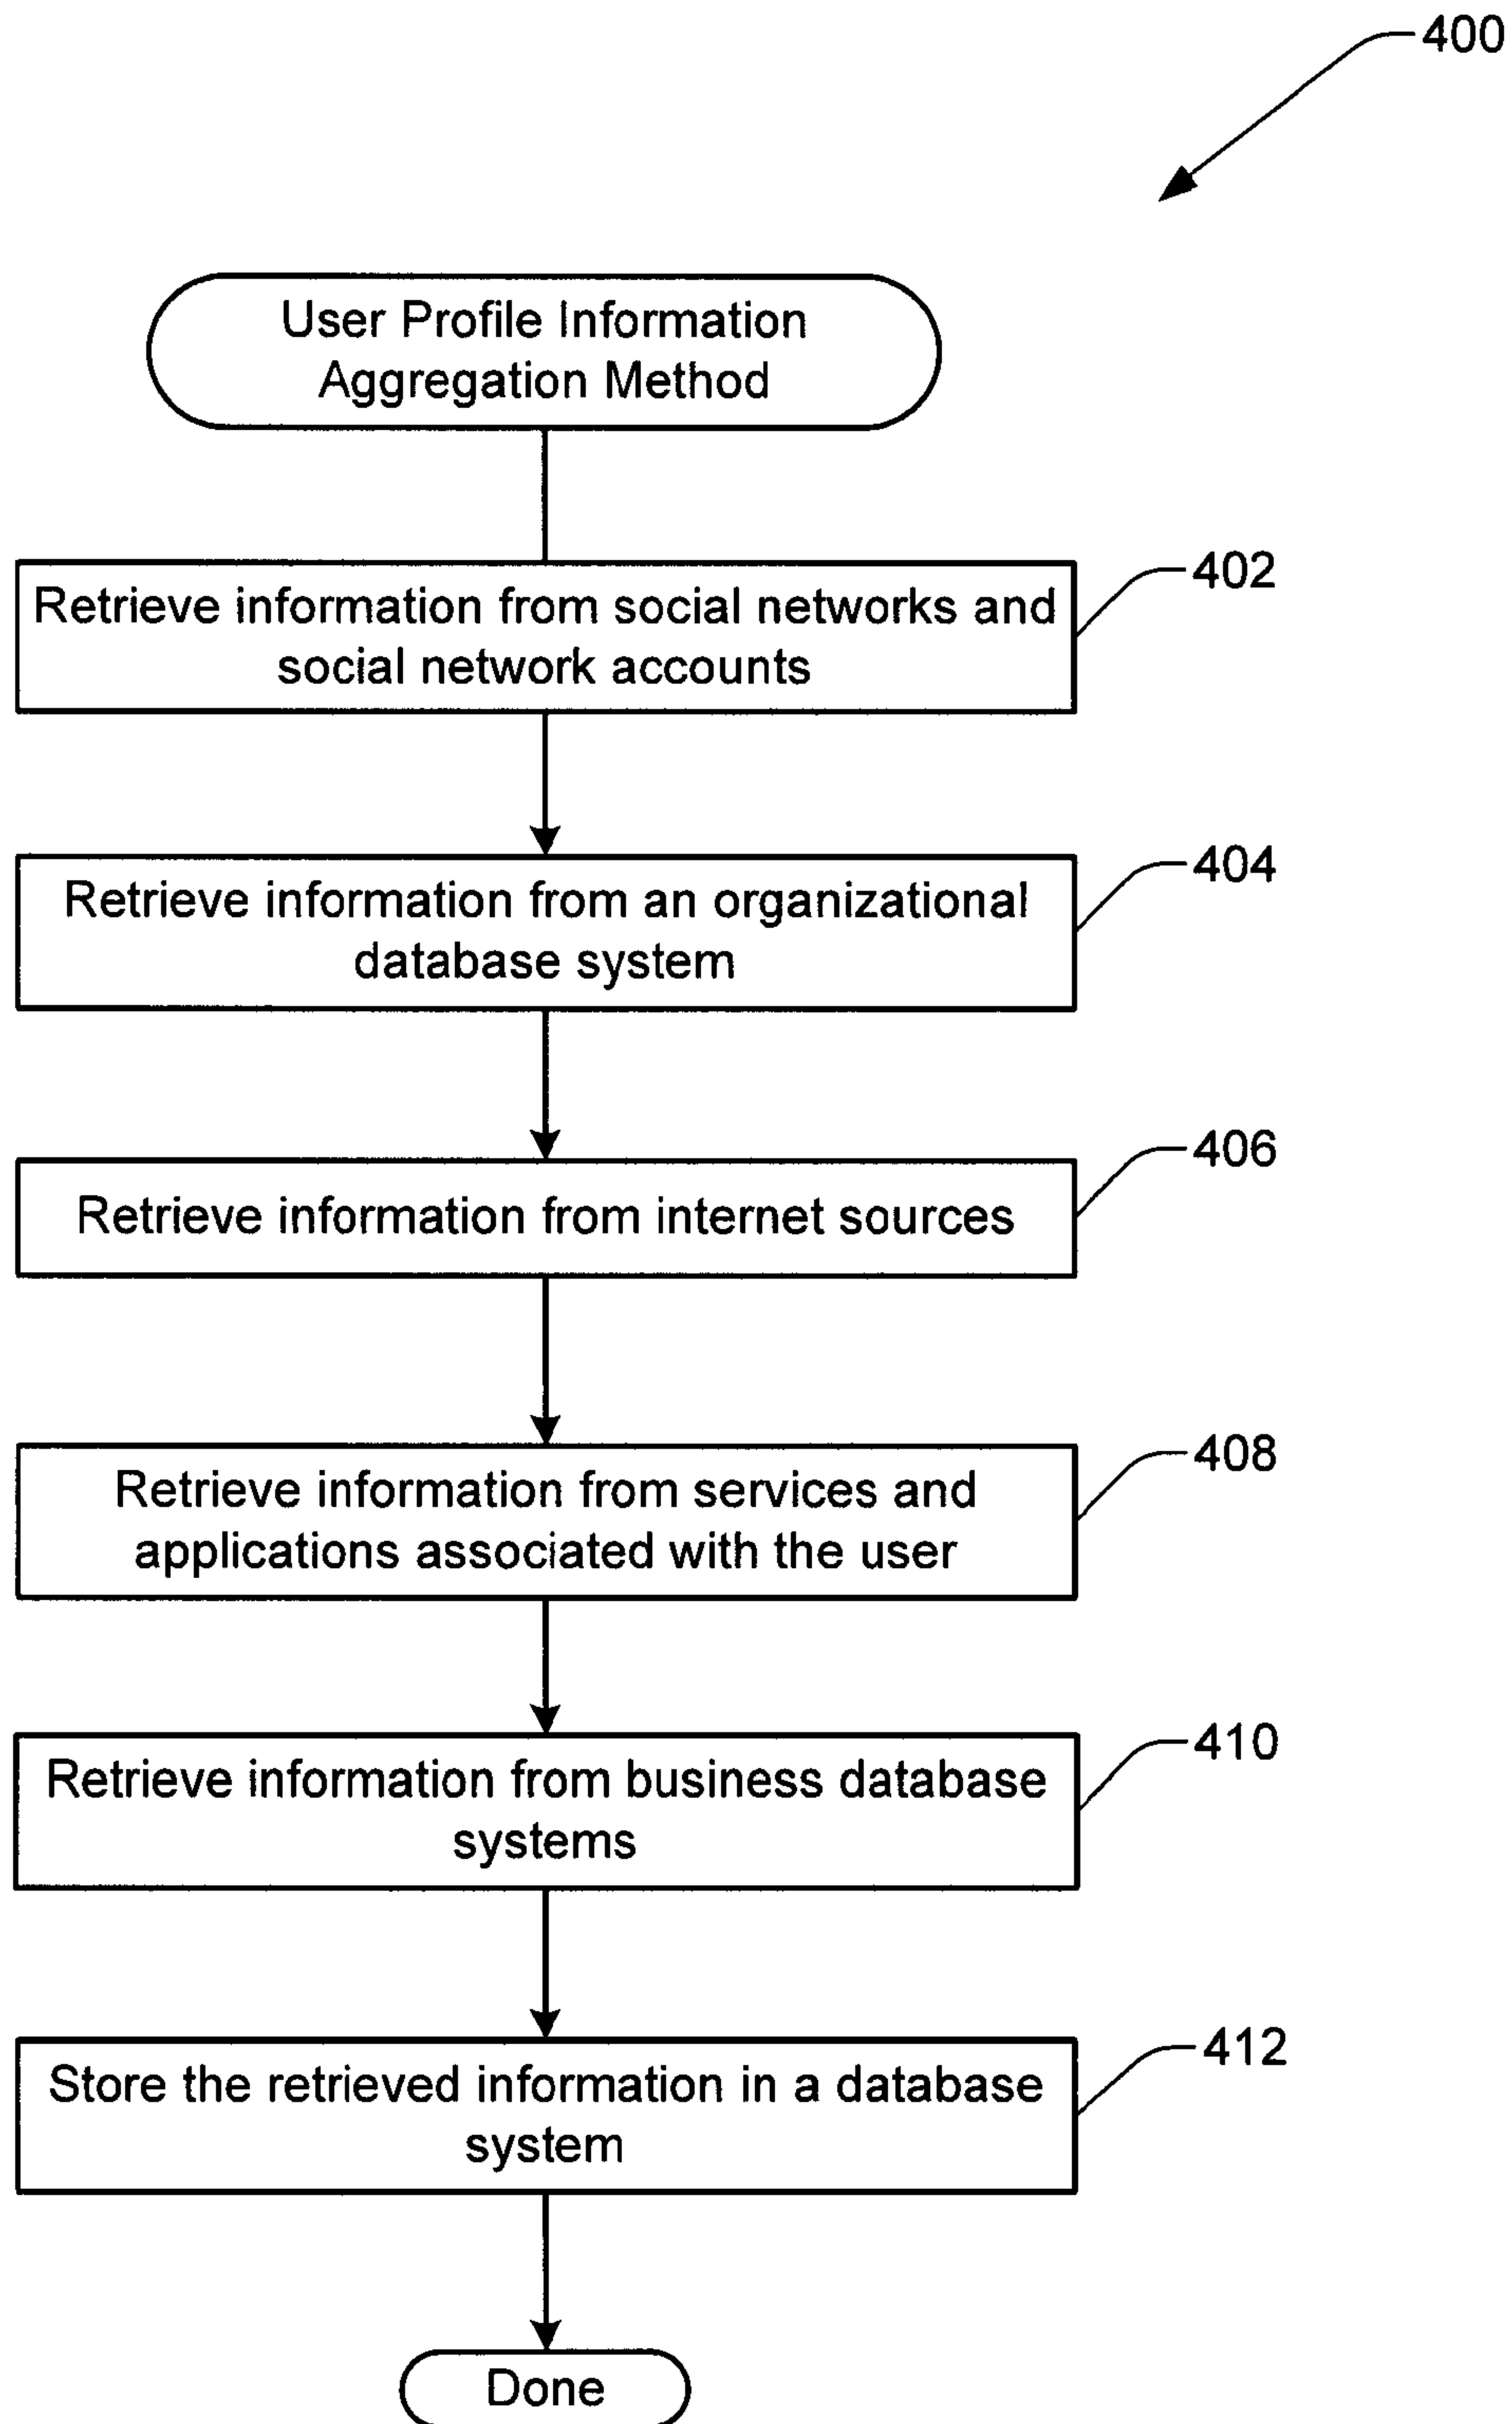 400
User Profile Information
Aggregation Method
402
Retrieve information from social networks and
social network accounts
404
Retrieve information from an organizational
database system
406
Retrieve information from internet sources
408
Retrieve information from services and
applications associated with the user
410
Retrieve information from business database
systems
412
Store the retrieved information in a database
system
Done